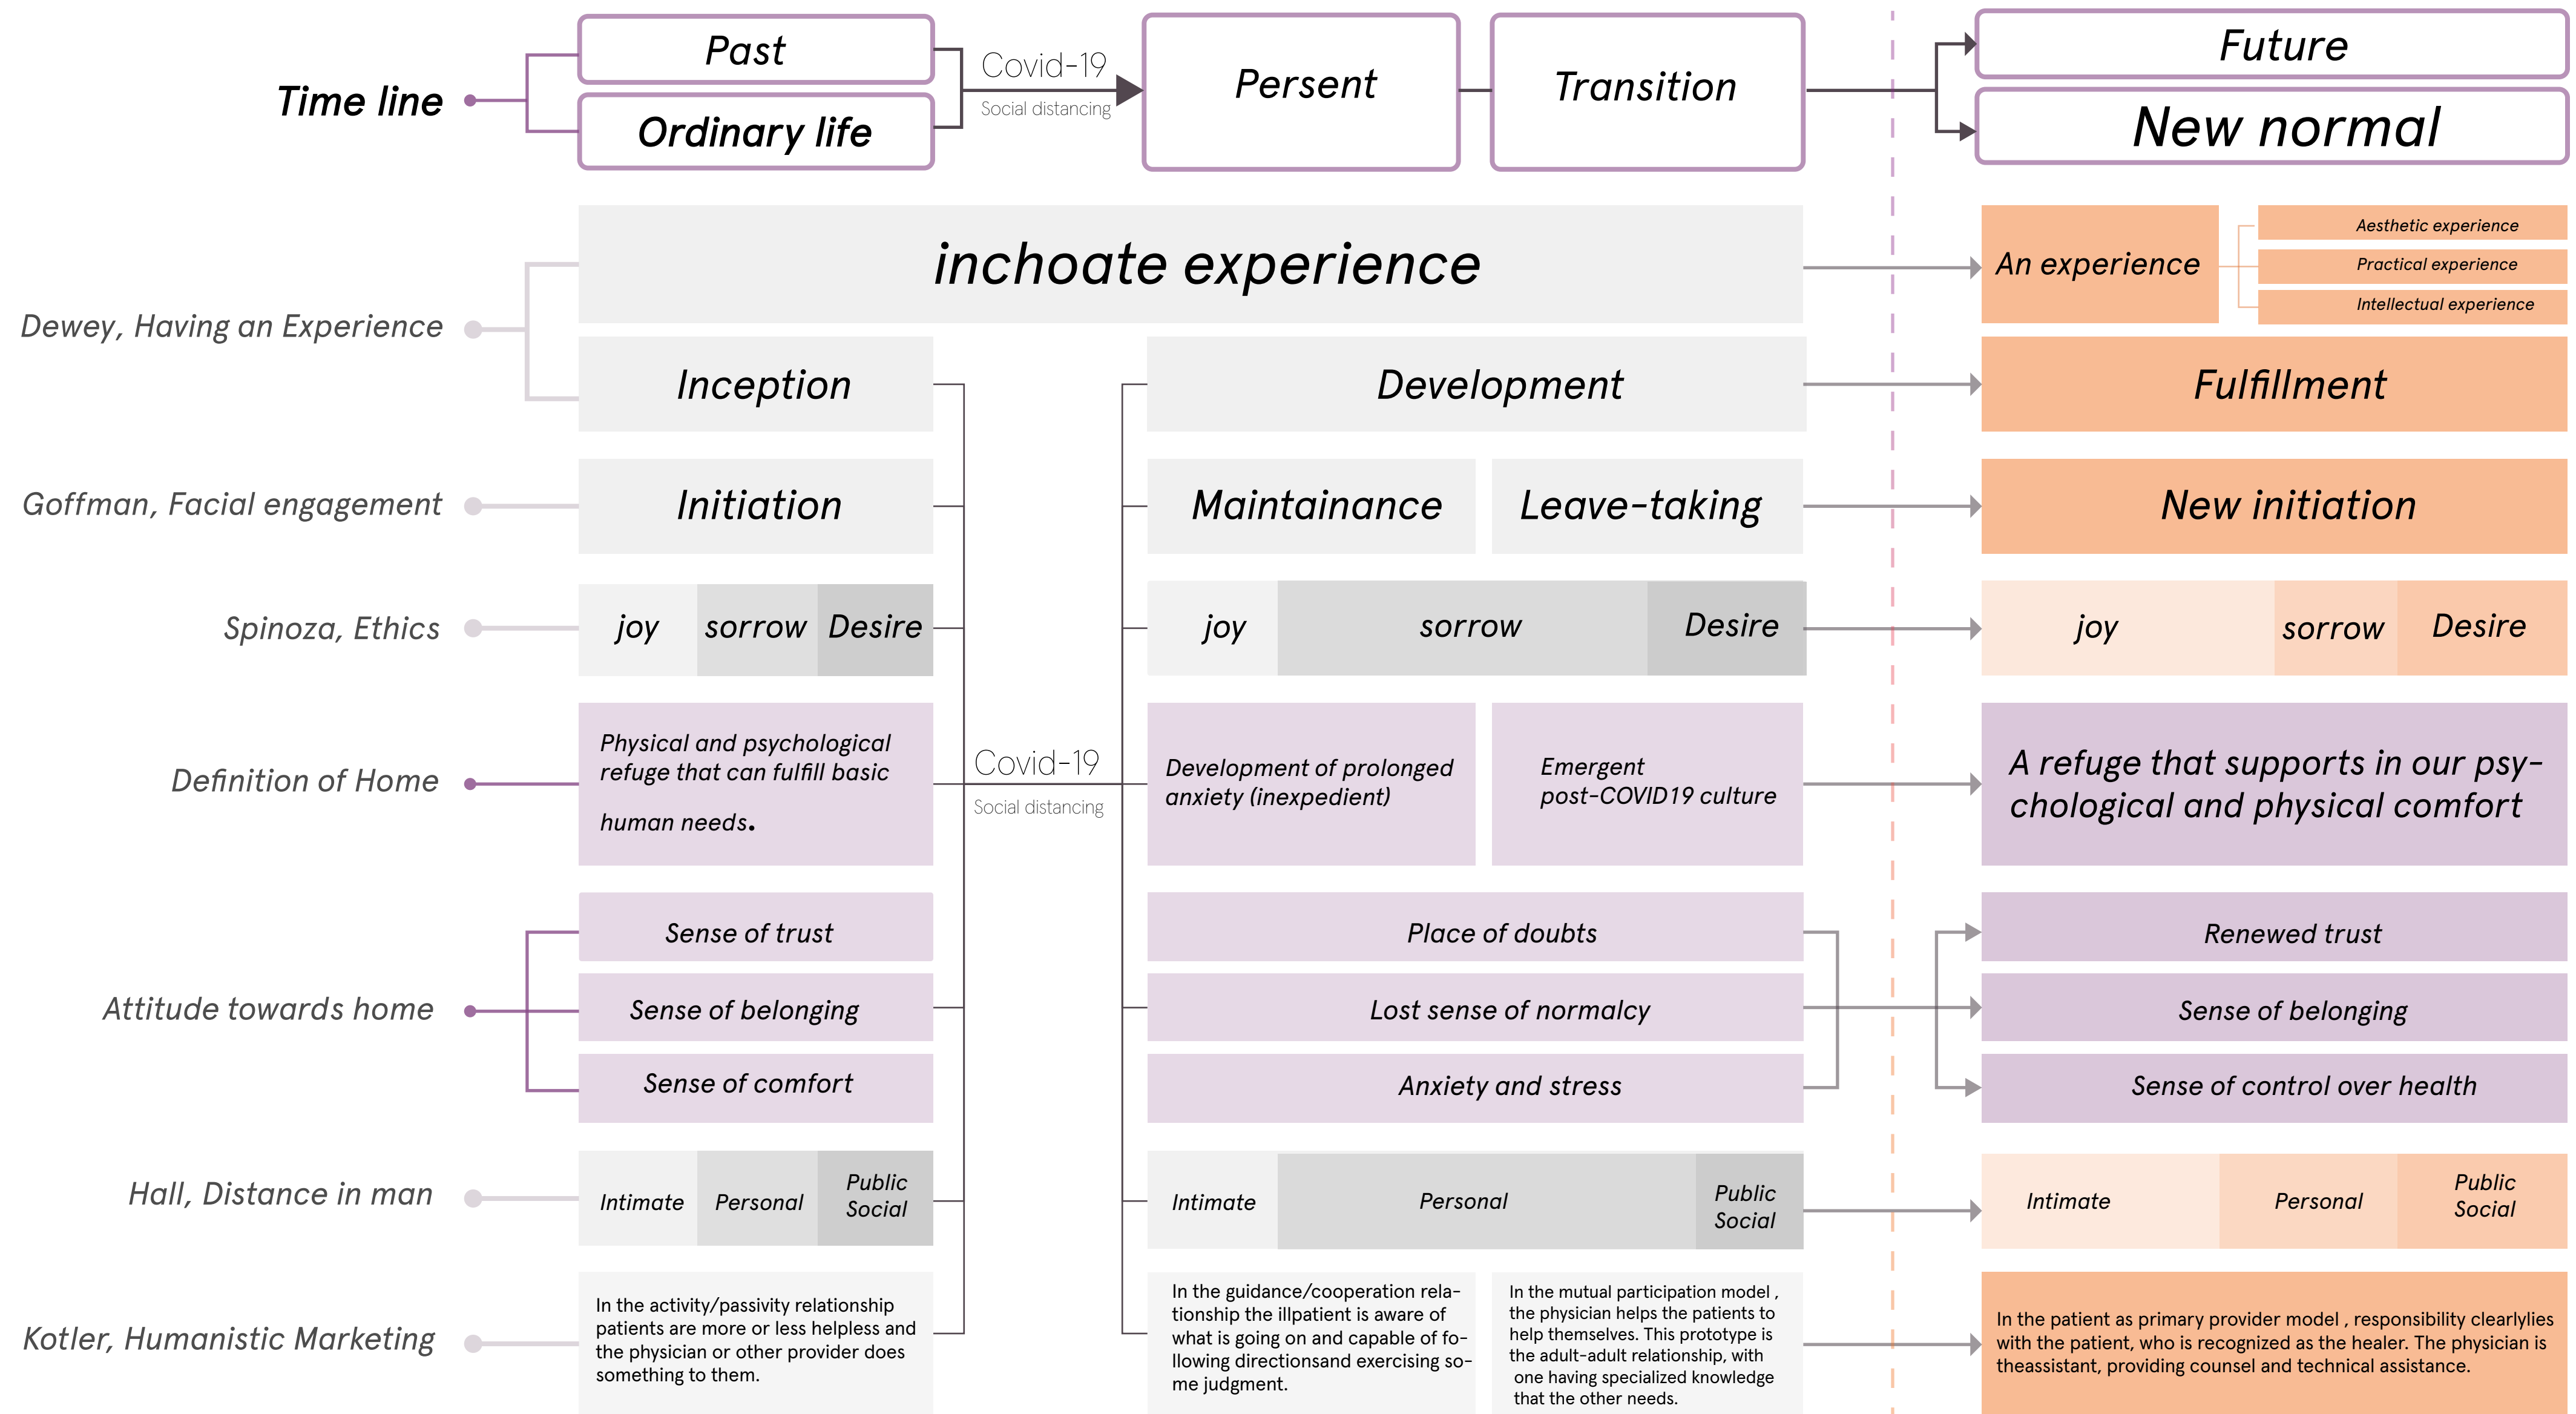 Time line
Past
Ordinary life
Covid-19
Social distancing
Persent
Transition
Future
New normal
Dewey, Having an Experience
inchoate experience
An experience
Aesthetic experience
Practical experience
Intellectual experience
Inception
Development
Fulfillment
Goffman, Facial engagement
Initiation
Maintainance
Leave-taking
New initiation
Spinoza, Ethics
joy
sorrow
Desire
joy
sorrow
Desire
joy
sorrow
Desire
Definition of Home
Physical and psychological
refuge that can fulfill basic
human needs.
Covid-19
Social distancing
Development of prolonged
anxiety (inexpedient)
Emergent
post-COVID19 culture
A refuge that supports in our psy-
chological and physical comfort
Attitude towards home
Sense of trust
Sense of belonging
Sense of comfort
Place of doubts
Lost sense of normalcy
Anxiety and stress
Renewed trust
Sense of belonging
Sense of control over health
Hall, Distance in man
Intimate
Personal
Public
Social
Intimate
Personal
Public
Social
Intimate
Personal
Public
Social
Kotler, Humanistic Marketing
In the activity/passivity relationship
patients are more or less helpless and
the physician or other provider does
something to them.
In the guidance/cooperation rela-
tionship the illpatient is aware of
what is going on and capable of fo-
llowing directionsand exercising so-
me judgment.
In the mutual participation model ,
the physician helps the patients to
help themselves. This prototype is
the adult-adult relationship, with
one having specialized knowledge
that the other needs.
In the patient as primary provider model , responsibility clearlylies
with the patient, who is recognized as the healer. The physician is
theassistant, providing counsel and technical assistance.